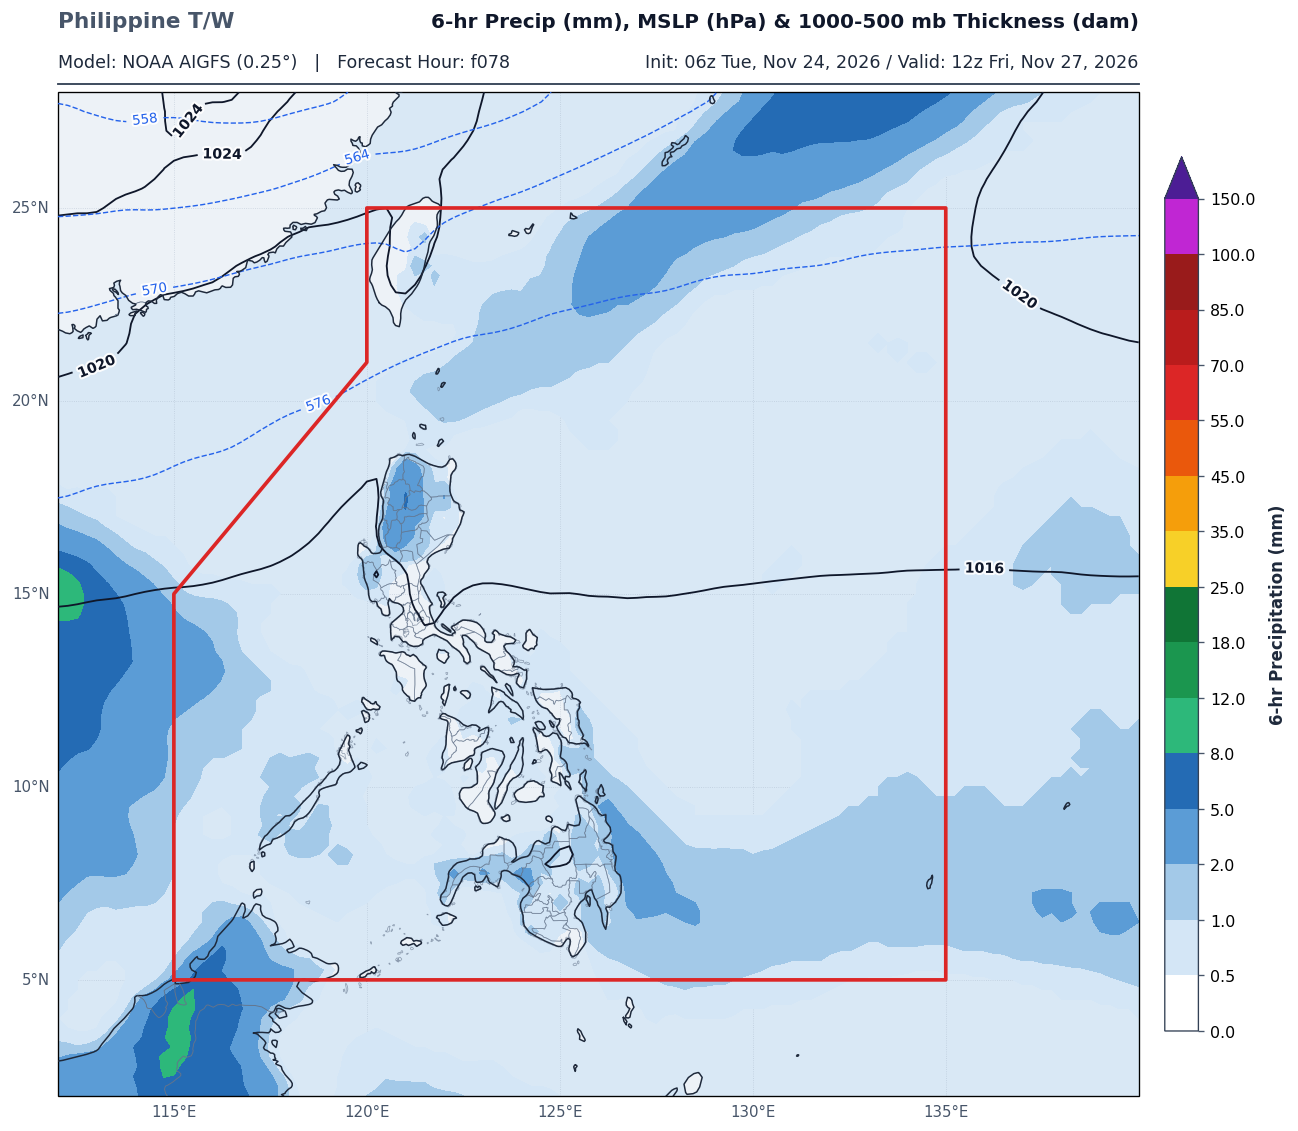 Philippine T/W
6-hr Precip (mm), MSLP (hPa) & 1000-500 mb Thickness (dam)
Model: NOAA AIGFS (0.25°)   |   Forecast Hour: f078
Init: 06z Tue, Nov 24, 2026 / Valid: 12z Fri, Nov 27, 2026
558
1024
1024
564
570
1020
1020
576
1016
25°N
20°N
15°N
10°N
5°N
115°E
120°E
125°E
130°E
135°E
150.0
100.0
85.0
70.0
55.0
45.0
35.0
25.0
18.0
12.0
8.0
5.0
2.0
1.0
0.5
0.0
6-hr Precipitation (mm)